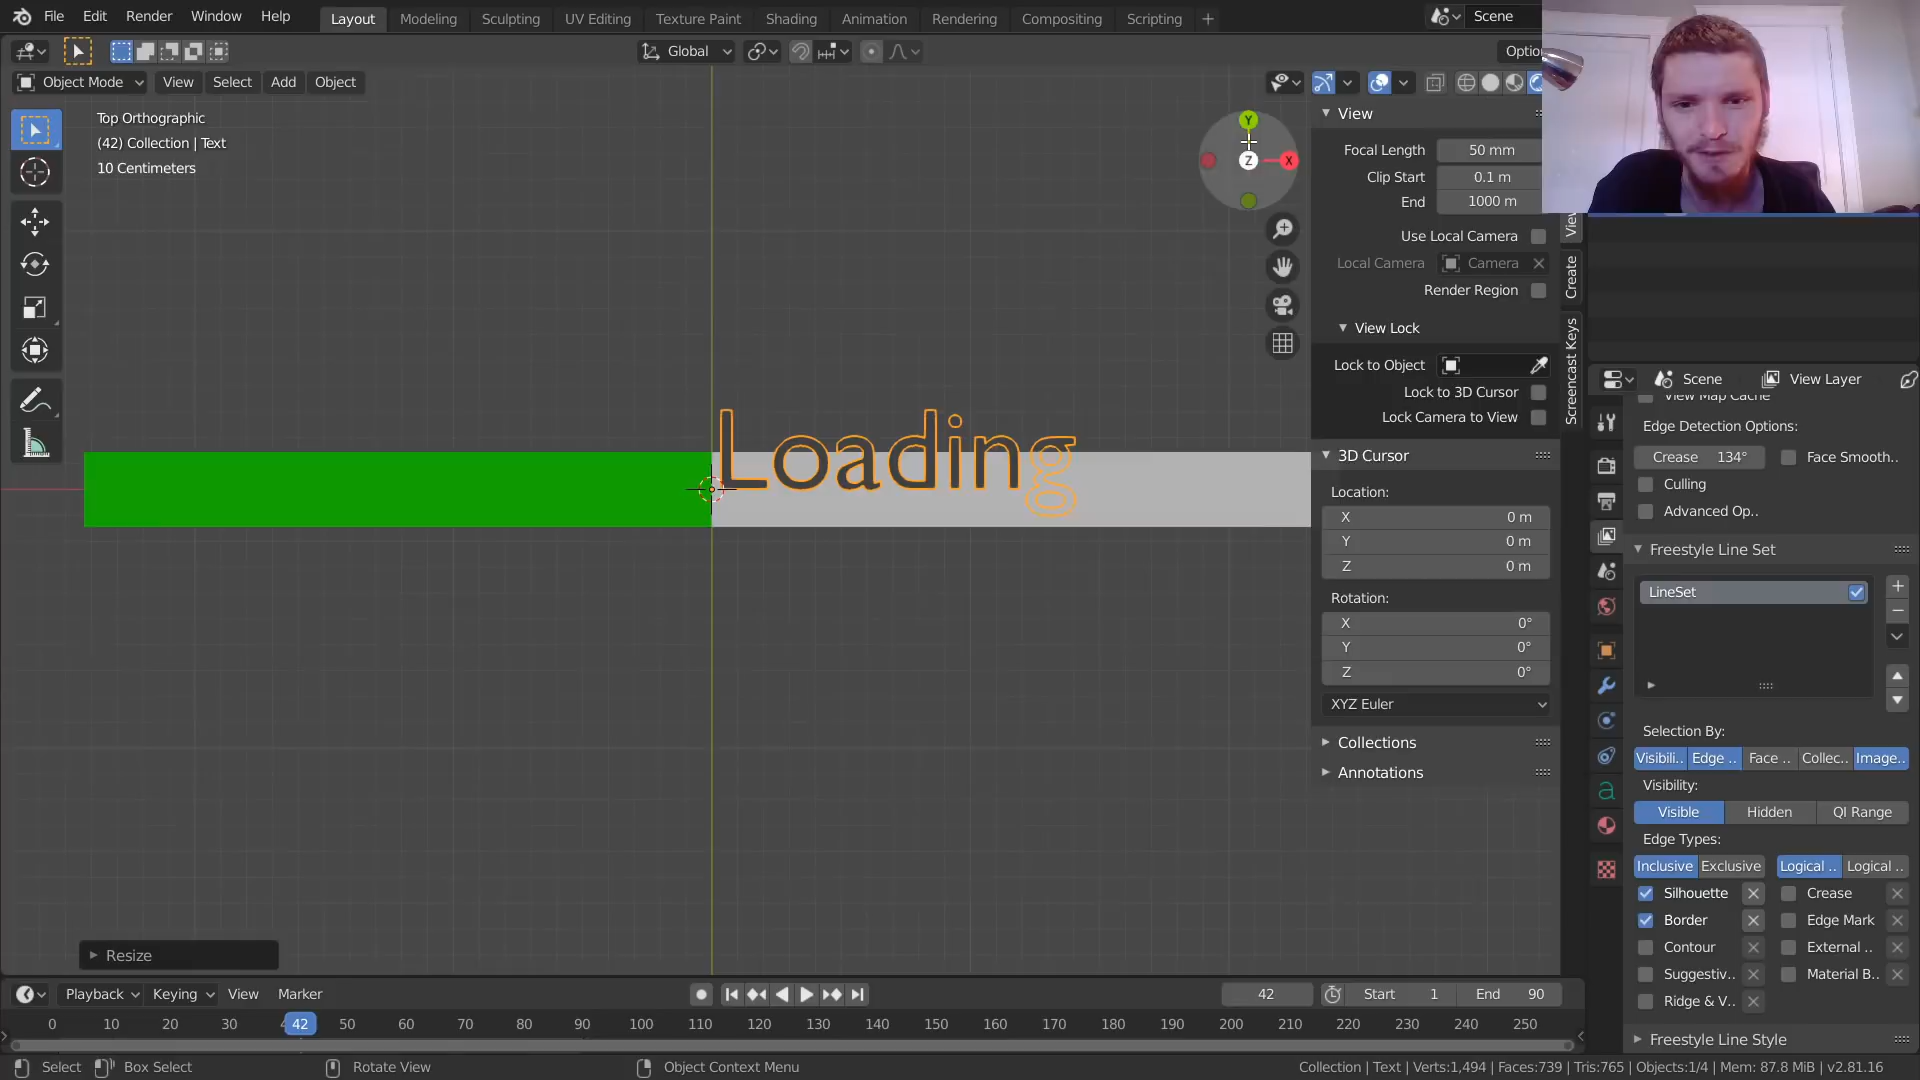 File Edit Render Window Help Layout Modeling Sculpting UV Editing Texture Paint Shading Animation Rendering Compositing Scripting + Scene
Global
Object Mode View Select Add Object
Top Orthographic
(42) Collection | Text
10 Centimeters
Y
Z
X
Loading
View
Focal Length 50 mm
Clip Start 0.1 m
End 1000 m
Use Local Camera
Local Camera Camera
Render Region
View Lock
Lock to Object
Lock to 3D Cursor
Lock Camera to View
3D Cursor
Location:
X 0 m
Y 0 m
Z 0 m
Rotation:
X 0°
Y 0°
Z 0°
XYZ Euler
Collections
Annotations
Create
Screencast Keys
Scene View Layer
View Map Cache
Edge Detection Options:
Crease 134° Face Smooth..
Culling
Advanced Op..
Freestyle Line Set
LineSet
Selection By:
Visibili.. Edge .. Face .. Collec.. Image..
Visibility:
Visible Hidden QI Range
Edge Types:
Inclusive Exclusive Logical .. Logical ..
Silhouette Crease
Border Edge Mark
Contour External ..
Suggestiv.. Material B..
Ridge & V..
Freestyle Line Style
Resize
Playback Keying View Marker 42 Start 1 End 90
0 10 20 30 42 50 60 70 80 90 100 110 120 130 140 150 160 170 180 190 200 210 220 230 240 250
Select Box Select Rotate View Object Context Menu Collection | Text | Verts:1,494 | Faces:739 | Tris:765 | Objects:1/4 | Mem: 87.8 MiB | v2.81.16